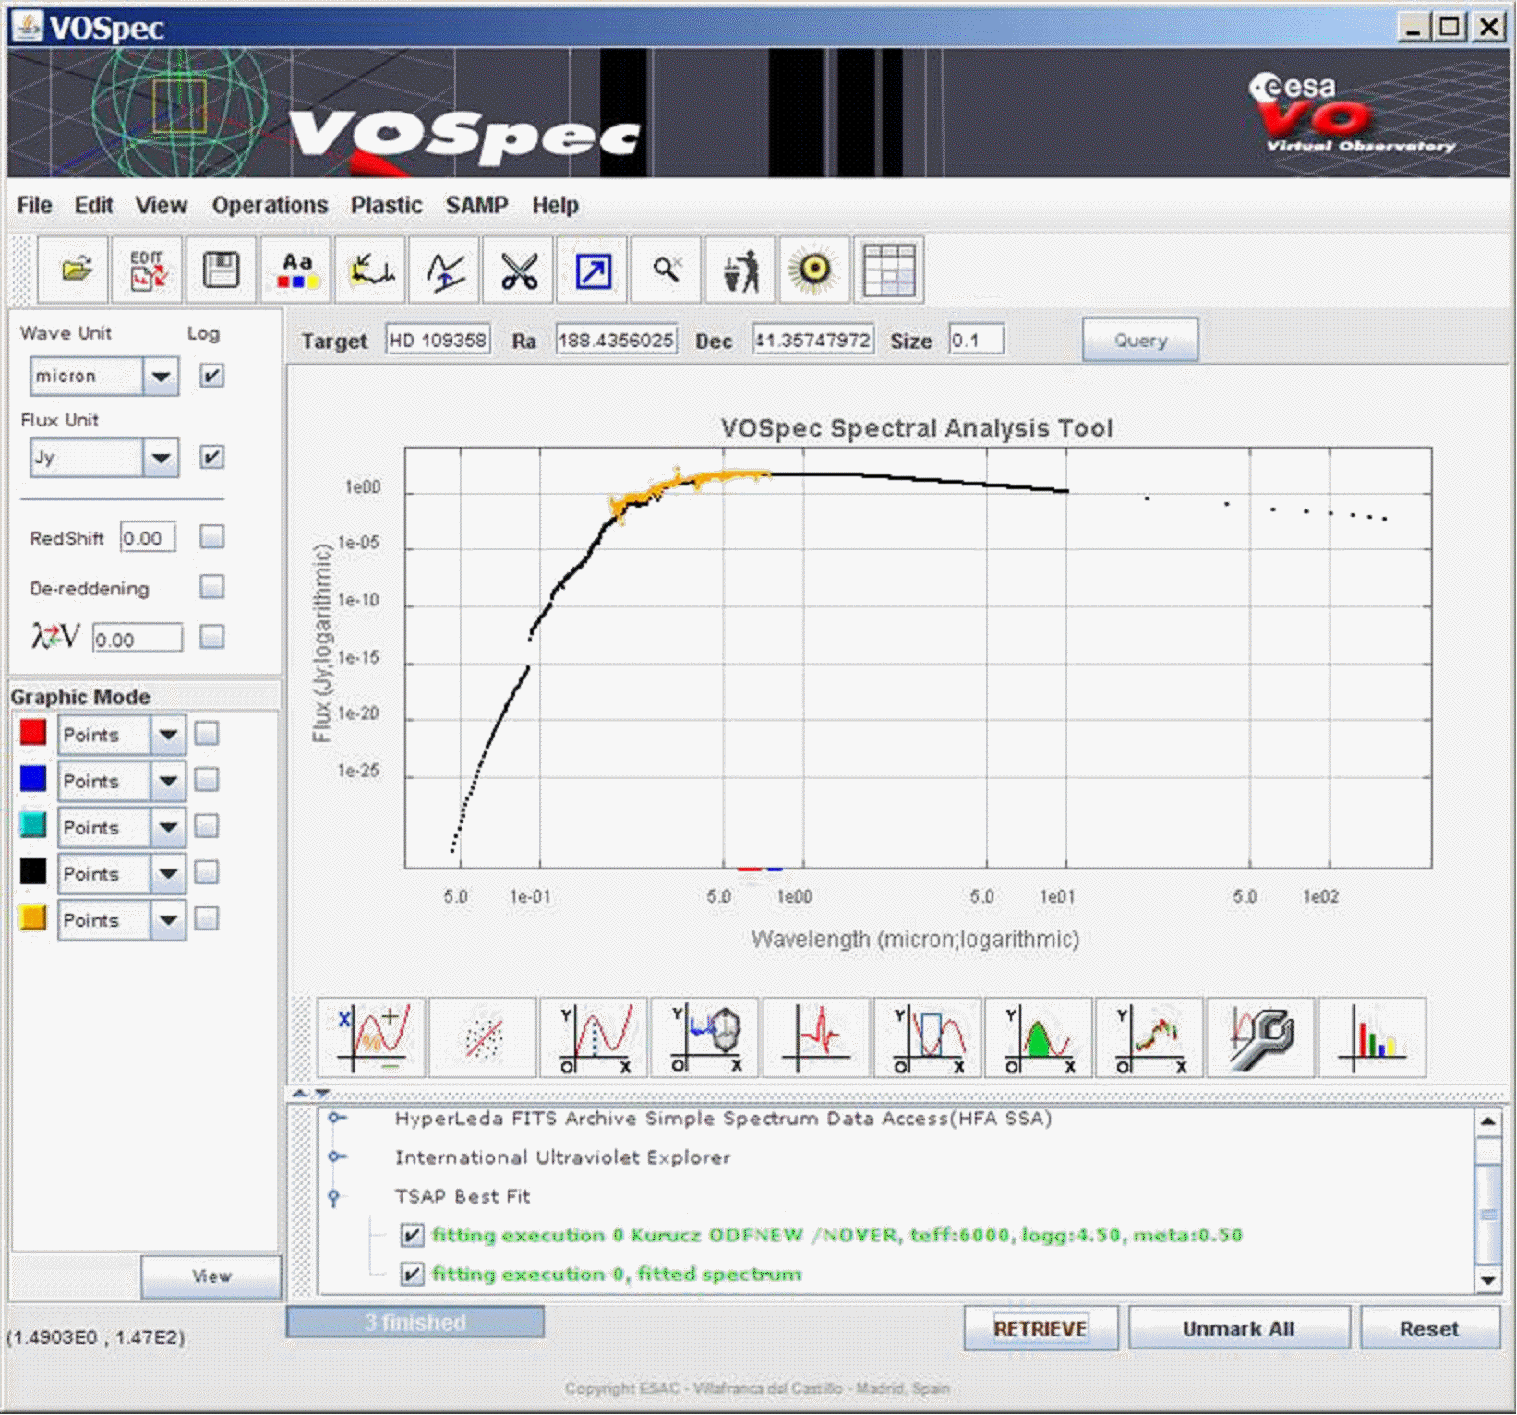 VOSpec
VOSpec
esa
VO
Virtual Observatory
File Edit View Operations Plastic SAMP Help
EDIT
Aa
Wave Unit Log
micron
Flux Unit
Jy
RedShift 0.00
De-reddening
λ V 0.00
Target HD 109358 Ra 188.4356025 Dec 41.35747972 Size 0.1 Query
VOSpec Spectral Analysis Tool
1e00
1e-05
1e-10
1e-15
1e-20
1e-25
Flux (Jy;logarithmic)
5.0 1e-01 5.0 1e00 5.0 1e01 5.0 1e02
Wavelength (micron;logarithmic)
Graphic Mode
Points
Points
Points
Points
Points
View
X
Y O X
Y O X
Y O X
Y O X
Y O X
HyperLeda FITS Archive Simple Spectrum Data Access(HFA SSA)
International Ultraviolet Explorer
TSAP Best Fit
fitting execution 0 Kurucz ODFNEW /NOVER, teff:6000, logg:4.50, meta:0.50
fitting execution 0, fitted spectrum
3 finished
RETRIEVE Unmark All Reset
(1.4903E0 , 1.47E2)
Copyright ESAC - Villafranca del Castillo - Madrid, Spain